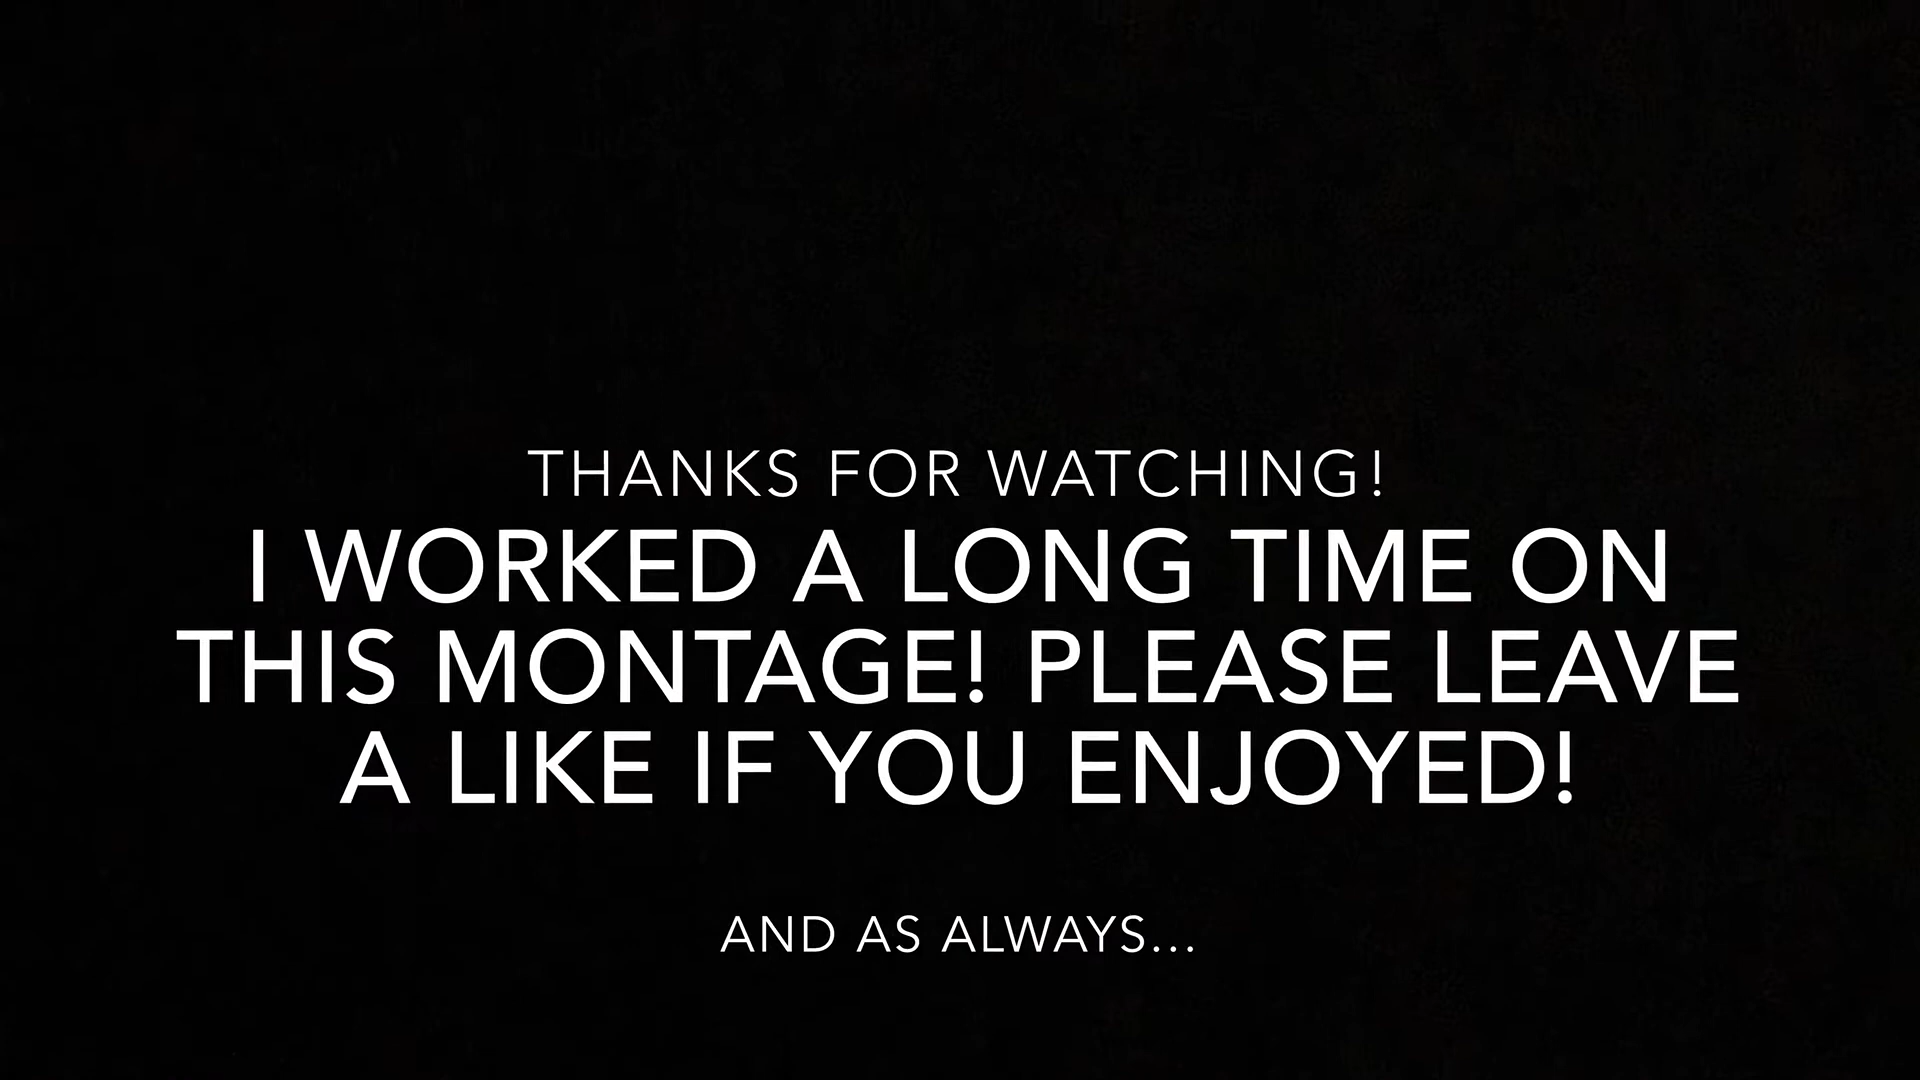 THANKS FOR WATCHING!
I WORKED A LONG TIME ON
THIS MONTAGE! PLEASE LEAVE
A LIKE IF YOU ENJOYED!
AND AS ALWAYS...